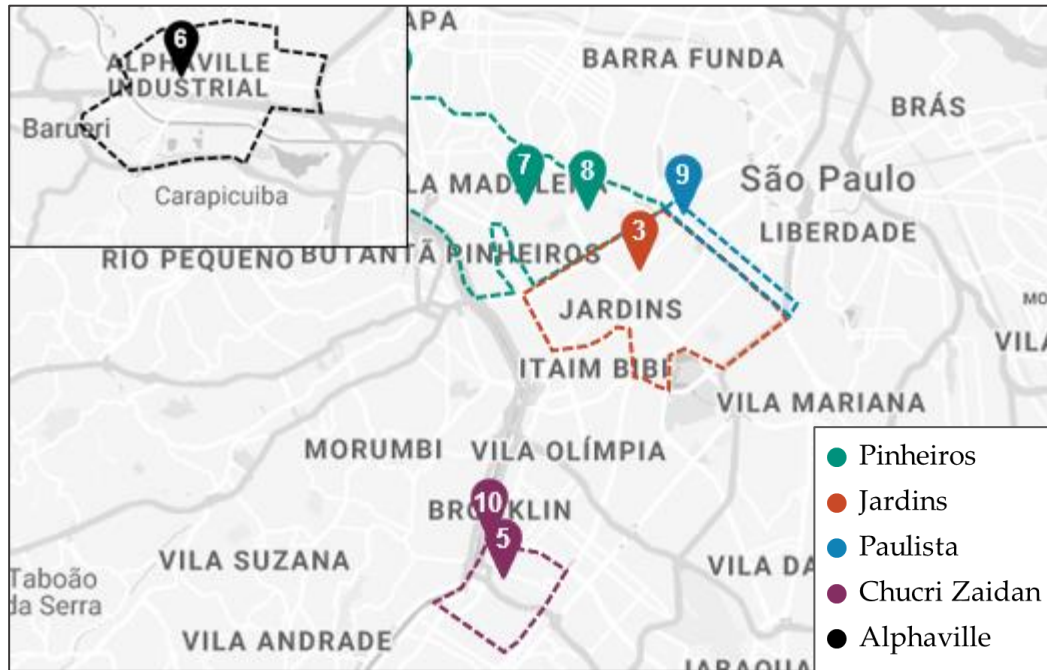 6
ALPHAVILLE
INDUSTRIAL
Barueri
Carapicuiba
APA
BARRA FUNDA
BRÁS
7
8
9
LA MADALENA
São Paulo
LIBERDADE
3
RIO PEQUENO
BUTANTÃ
PINHEIROS
JARDINS
MO
VILA
ITAIM BIBI
VILA MARIANA
MORUMBI
VILA OLÍMPIA
10
BROOKLIN
5
VILA SUZANA
VILA DA
Taboão
da Serra
VILA ANDRADE
JABAQUA
Pinheiros
Jardins
Paulista
Chucri Zaidan
Alphaville